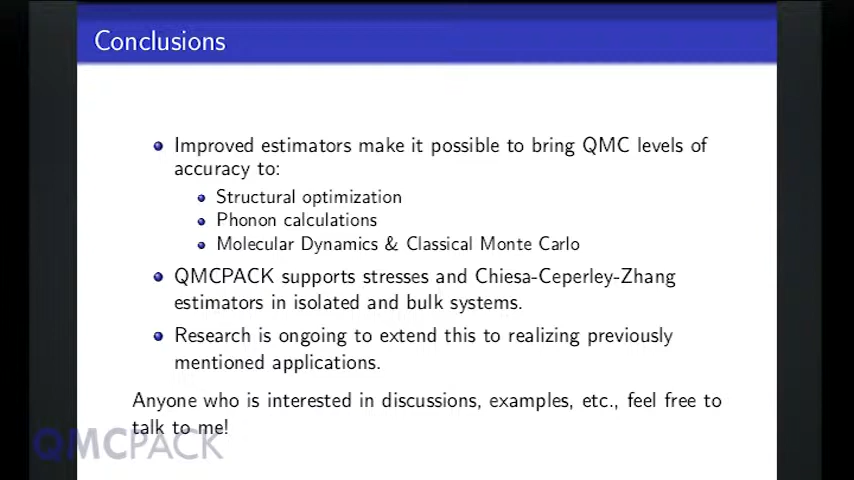 Conclusions
Improved estimators make it possible to bring QMC levels of
accuracy to:
Structural optimization
Phonon calculations
Molecular Dynamics & Classical Monte Carlo
QMCPACK supports stresses and Chiesa-Ceperley-Zhang
estimators in isolated and bulk systems.
Research is ongoing to extend this to realizing previously
mentioned applications.
Anyone who is interested in discussions, examples, etc., feel free to
talk to me!
QMCPACK